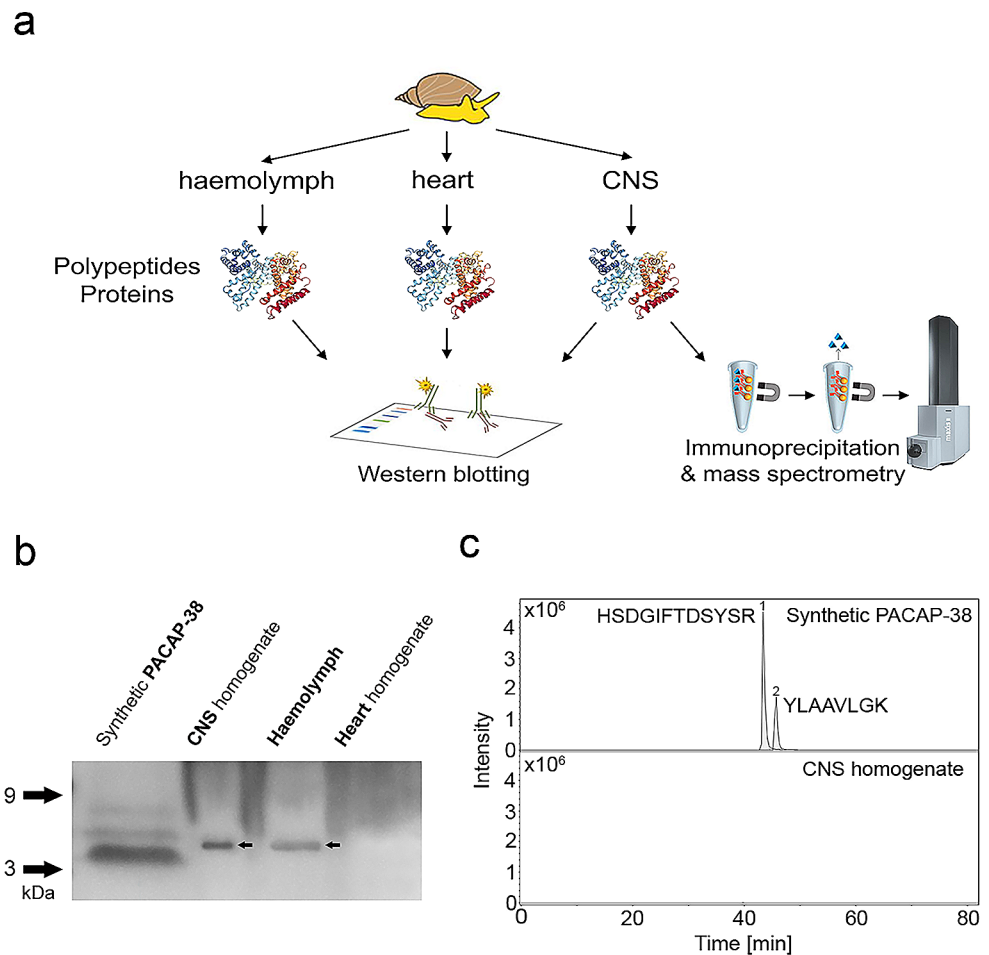 a
haemolymph
heart
CNS
Polypeptides
Proteins
Western blotting
Immunoprecipitation
& mass spectrometry
b
Synthetic PACAP-38
CNS homogenate
Haemolymph
Heart homogenate
9
3
kDa
c
x10⁶
HSDGIFTDSYSR
1
Synthetic PACAP-38
4
3
2
YLAAVLGK
2
1
0
x10⁶
CNS homogenate
4
3
2
1
0
Intensity
0
20
40
60
80
Time [min]